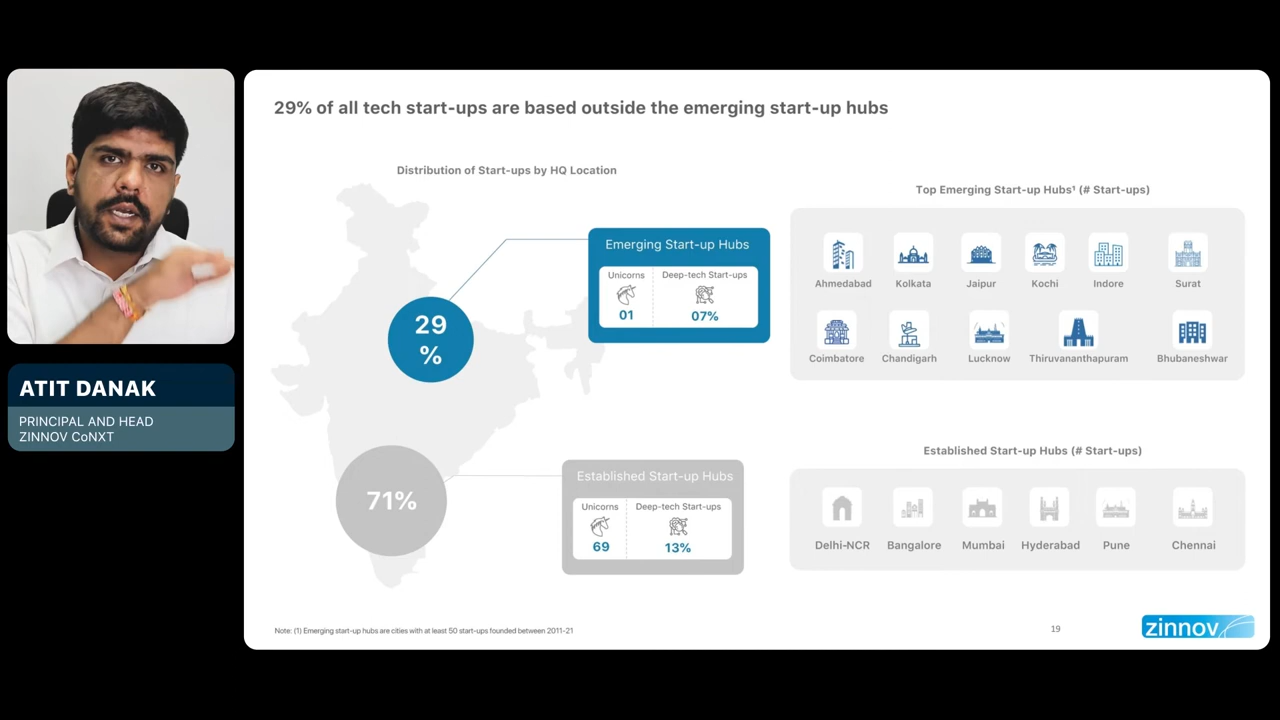 29% of all tech start-ups are based outside the emerging start-up hubs
Distribution of Start-ups by HQ Location
29
%
Emerging Start-up Hubs
Unicorns
Deep-tech Start-ups
01
07%
71%
Established Start-up Hubs
Unicorns
Deep-tech Start-ups
69
13%
Top Emerging Start-up Hubs¹ (# Start-ups)
Ahmedabad
Kolkata
Jaipur
Kochi
Indore
Surat
Coimbatore
Chandigarh
Lucknow
Thiruvananthapuram
Bhubaneshwar
Established Start-up Hubs (# Start-ups)
Delhi-NCR
Bangalore
Mumbai
Hyderabad
Pune
Chennai
Note: (1) Emerging start-up hubs are cities with at least 50 start-ups founded between 2011-21
19
zinnov
ATIT DANAK
PRINCIPAL AND HEAD
ZINNOV CoNXT